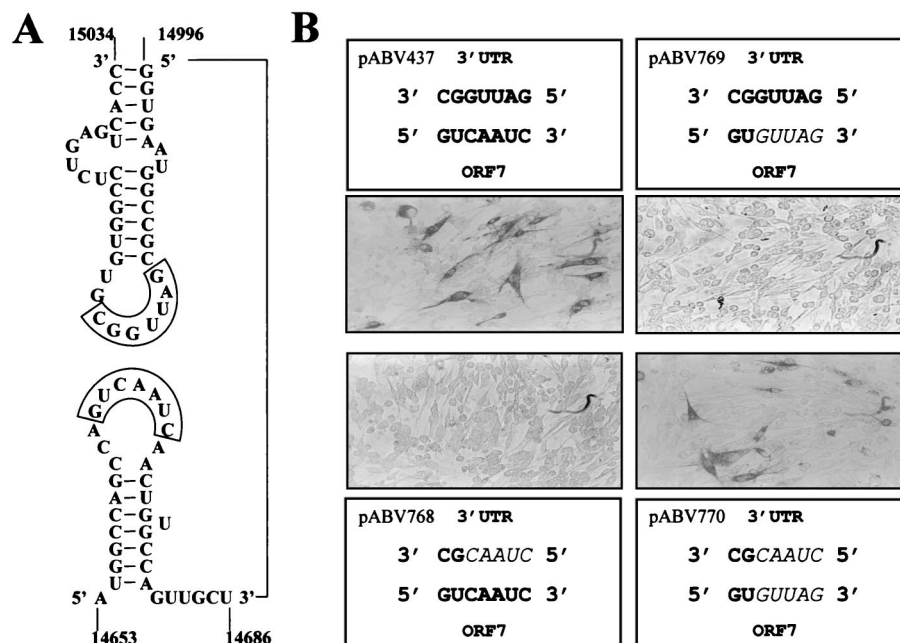 A
15034 14996
3' 5'
C–G
C–G
A–U
C–G
U–A
G A G U C U
A U
C–G
C–G
G–C
G–C
U–G
G–C
U
G
CGGUUAG
GUCAAUC
A A
C A
C
G–C
A–U
C–G
U
C–G
G–C
G–C
U–A
5' A GUUGCU 3'
14653 14686
B
pABV437 3'UTR
3' CGGUUAG 5'
5' GUCAAUC 3'
ORF7
pABV769 3'UTR
3' CGGUUAG 5'
5' GUGUUAG 3'
ORF7
pABV768 3'UTR
3' CGCAAUC 5'
5' GUCAAUC 3'
ORF7
pABV770 3'UTR
3' CGCAAUC 5'
5' GUGUUAG 3'
ORF7